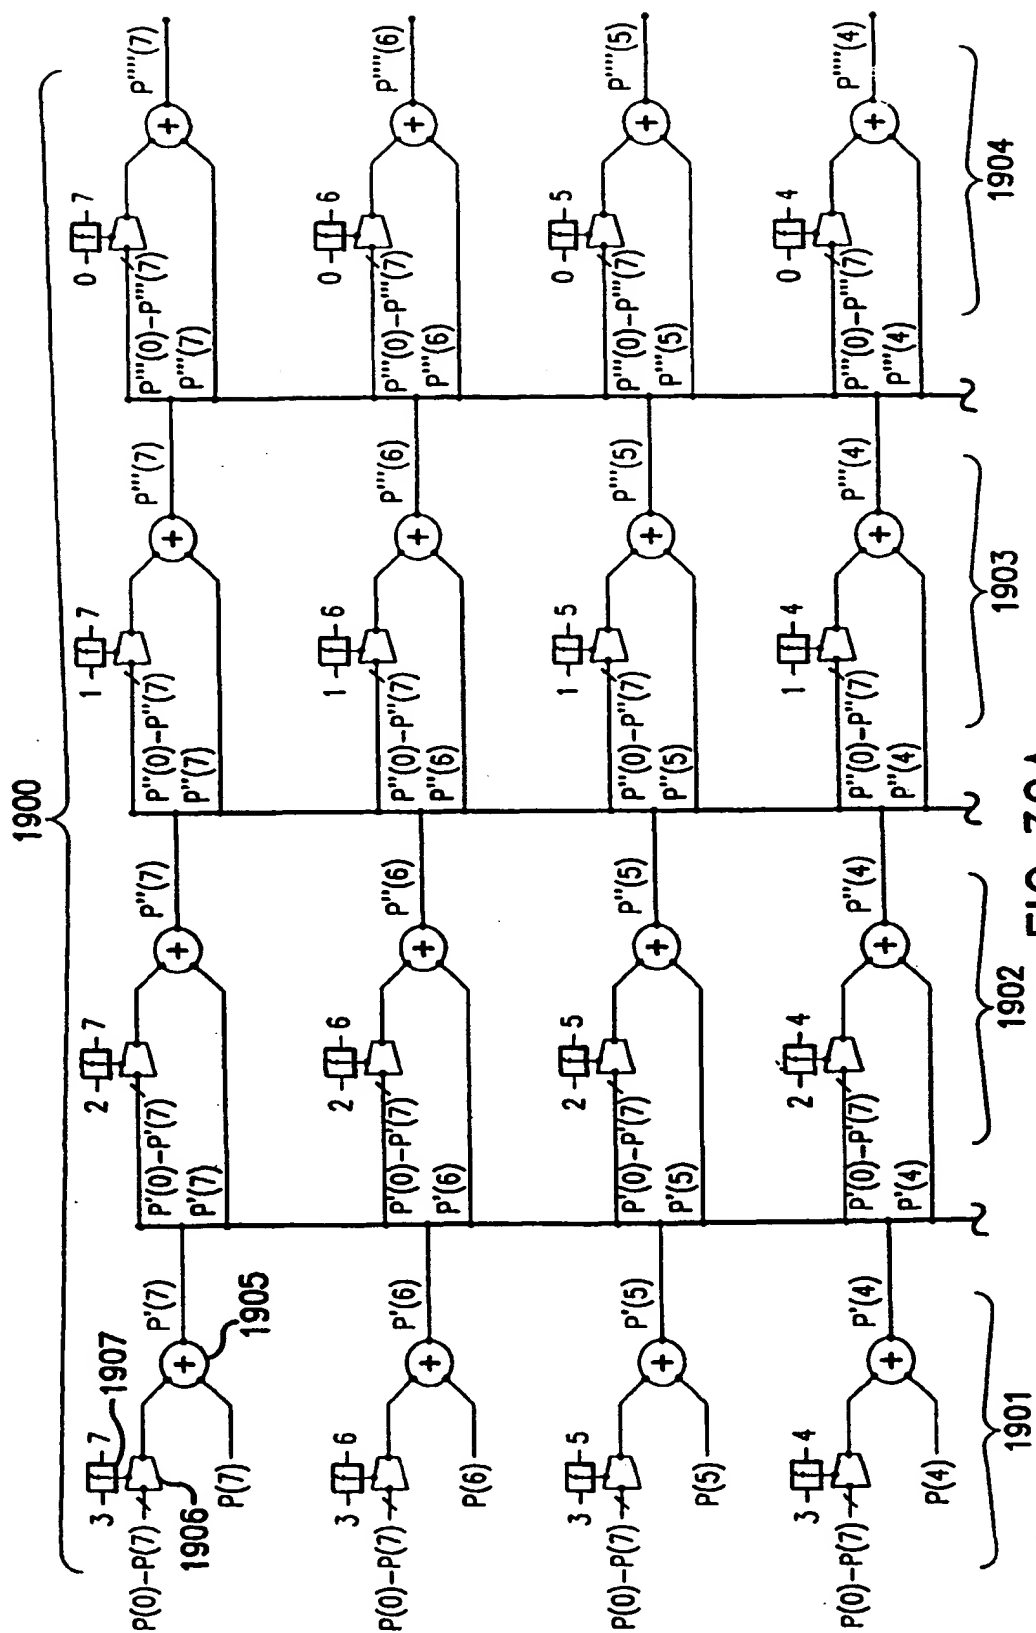 1900
3 7 1907 2 7 1 7 0 7
P(0)-P(7) P'(7) P'(0)-P'(7) P''(7) P''(0)-P''(7) P'''(7) P'''(0)-P'''(7) P''''(7)
1906 P(7) + 1905 P'(7) + P''(7) + P'''(7) +
3 6 2 6 1 6 0 6
P(0)-P(7) P'(6) P'(0)-P'(7) P''(6) P''(0)-P''(7) P'''(6) P'''(0)-P'''(7) P''''(6)
P(6) + P'(6) + P''(6) + P'''(6) +
3 5 2 5 1 5 0 5
P(0)-P(7) P'(5) P'(0)-P'(7) P''(5) P''(0)-P''(7) P'''(5) P'''(0)-P'''(7) P''''(5)
P(5) + P'(5) + P''(5) + P'''(5) +
3 4 2 4 1 4 0 4
P(0)-P(7) P'(4) P'(0)-P'(7) P''(4) P''(0)-P''(7) P'''(4) P'''(0)-P'''(7) P''''(4)
P(4) + P'(4) + P''(4) + P'''(4) +
1901 1902 1903 1904